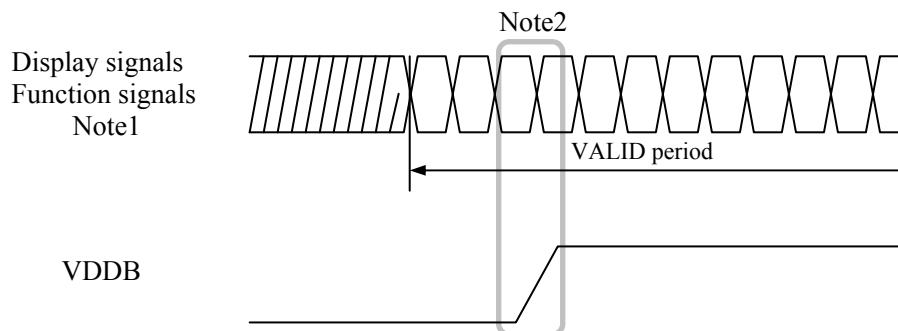 Note2
Display signals
Function signals
Note1
VALID period
VDDB